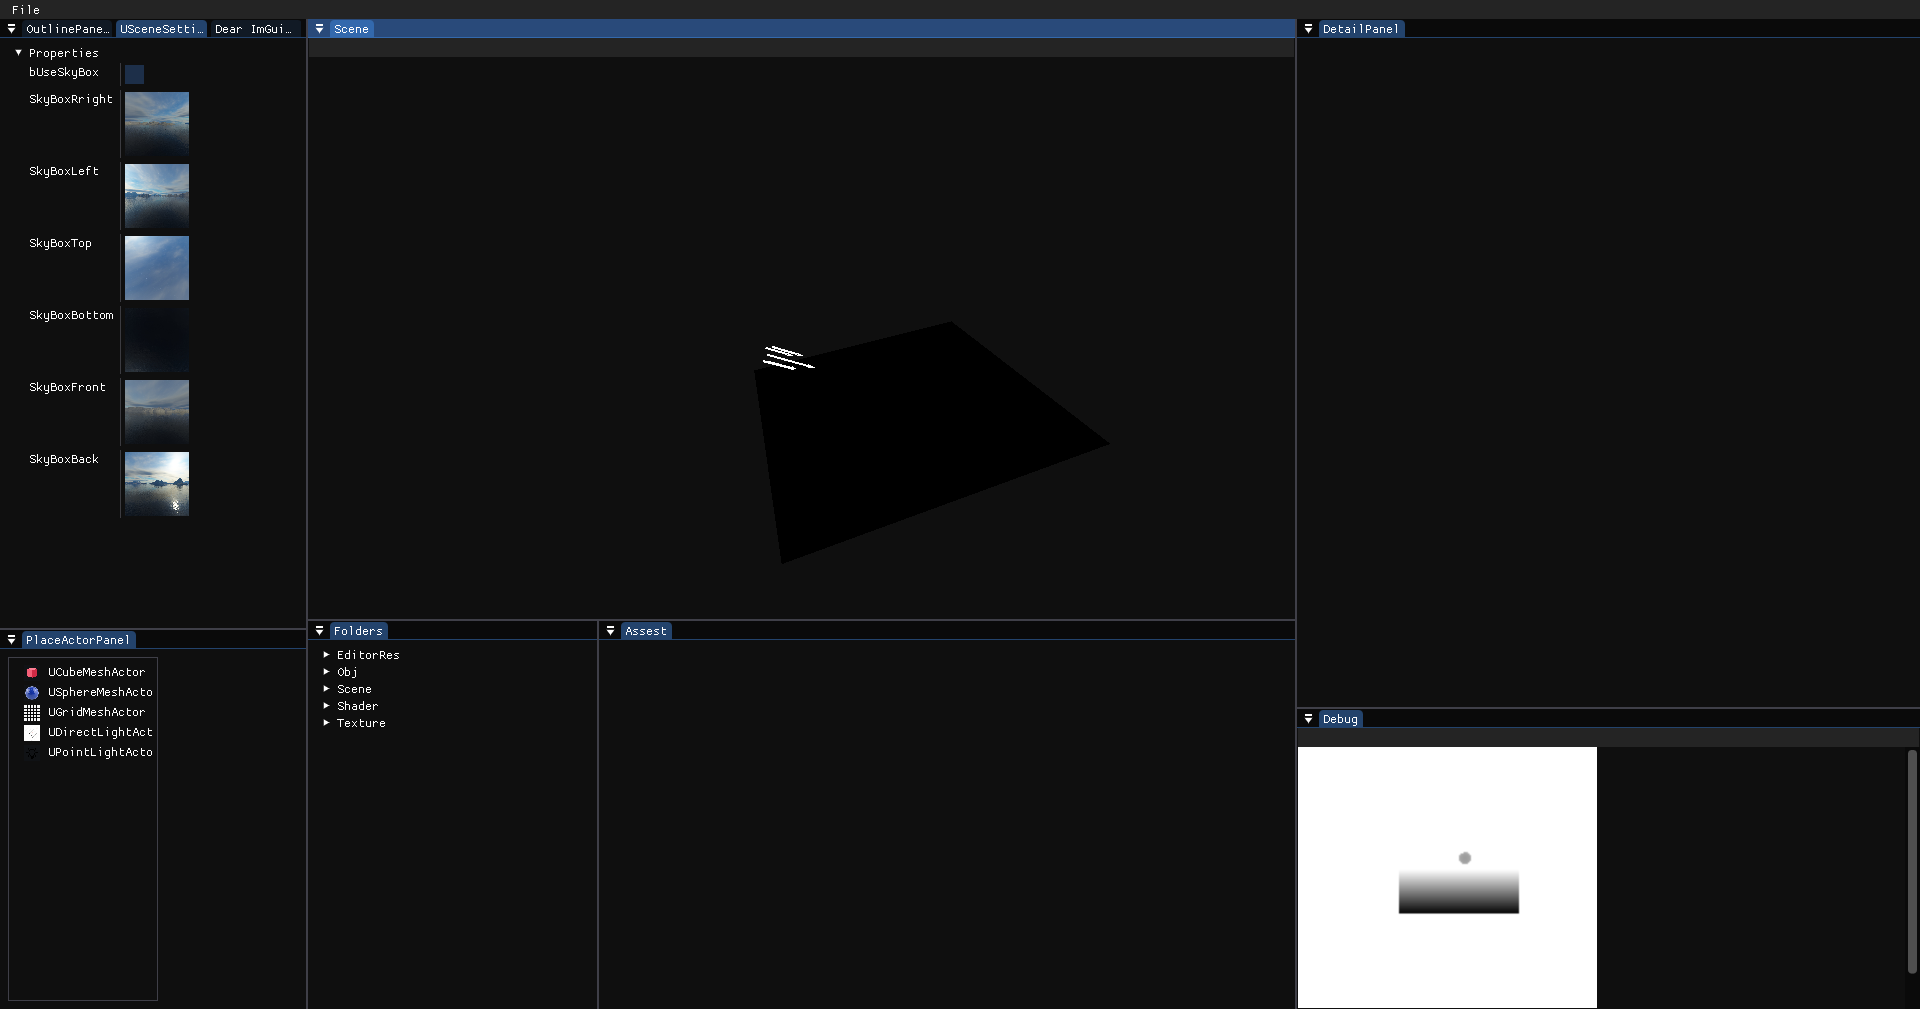 File
OutlinePane...
USceneSetti...
Dear ImGui...
Scene
DetailPanel
Properties
bUseSkyBox
SkyBoxRright
SkyBoxLeft
SkyBoxTop
SkyBoxBottom
SkyBoxFront
SkyBoxBack
PlaceActorPanel
UCubeMeshActor
USphereMeshActo
UGridMeshActor
UDirectLightAct
UPointLightActo
Folders
EditorRes
Obj
Scene
Shader
Texture
Assest
Debug